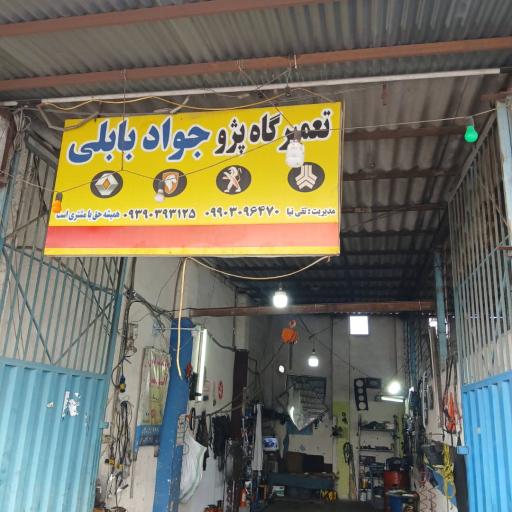 تعمیرگاه پژو جواد بابلی
مدیریت : تقی نیا ۰۹۹۰۳۰۹۶۴۷۰ ۰۹۳۹۰۳۹۳۱۲۵ همیشه حق با مشتری است